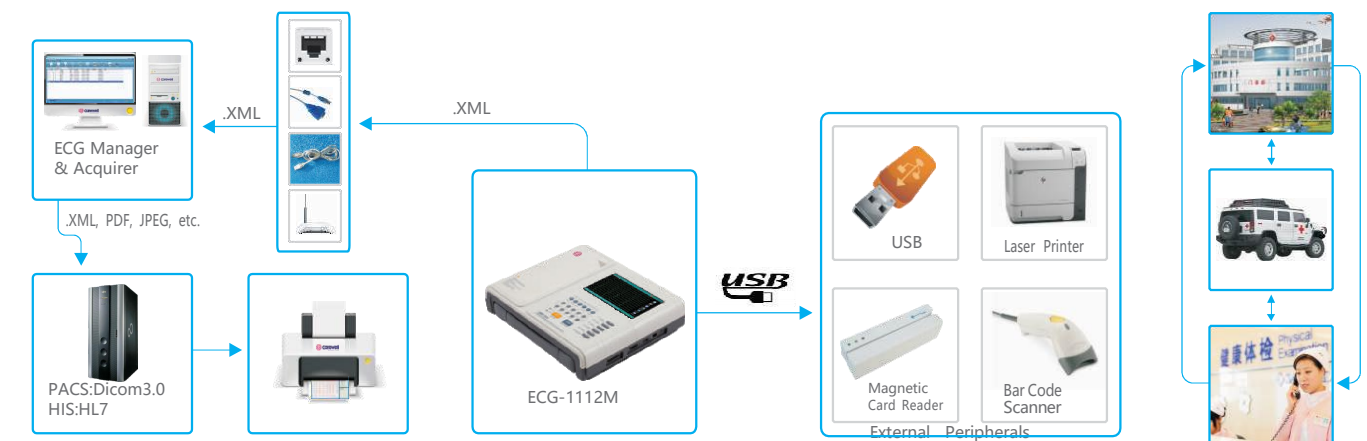 .XML
.XML
ECG Manager
& Acquirer
.XML, PDF, JPEG, etc.
PACS:Dicom3.0
HIS:HL7
ECG-1112M
USB
USB
Laser Printer
Magnetic
Card Reader
Bar Code
Scanner
External Peripherals
健康体检
Physical
Examination